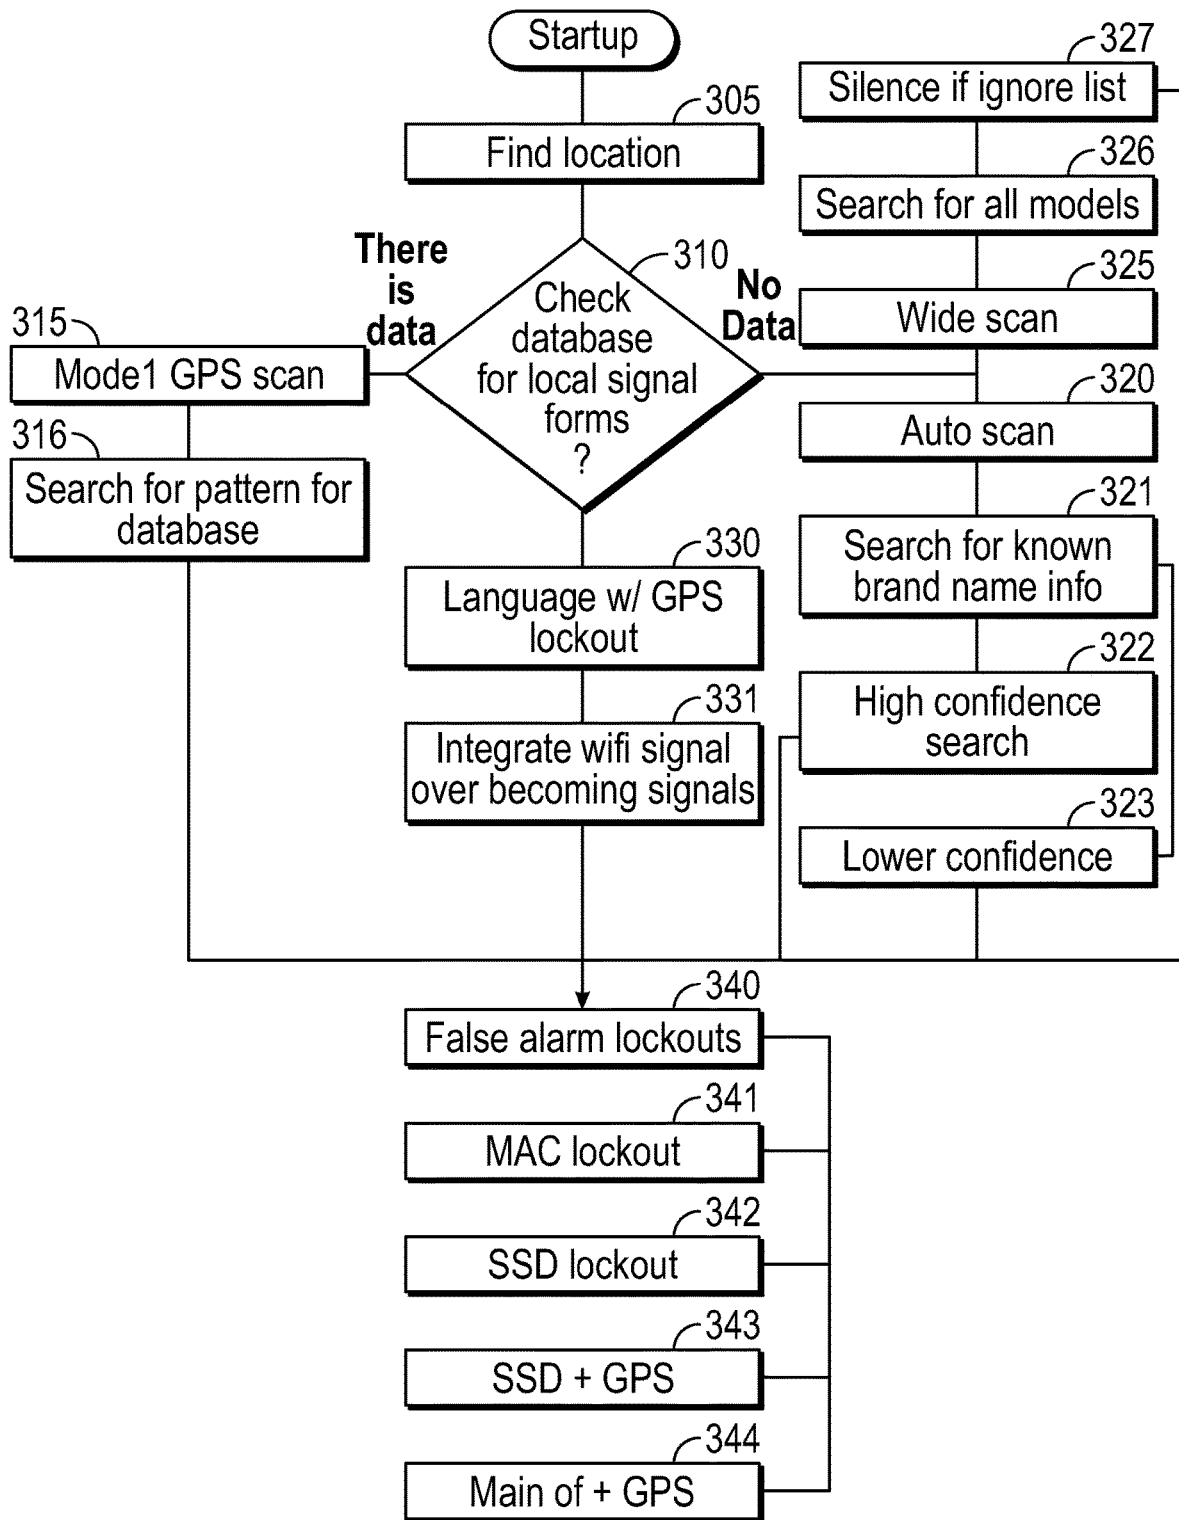 Startup
305
Find location
310
Check
database
for local signal
forms
?
There
is
data
No
Data
315
Mode1 GPS scan
316
Search for pattern for
database
327
Silence if ignore list
326
Search for all models
325
Wide scan
320
Auto scan
321
Search for known
brand name info
322
High confidence
search
323
Lower confidence
330
Language w/ GPS
lockout
331
Integrate wifi signal
over becoming signals
340
False alarm lockouts
341
MAC lockout
342
SSD lockout
343
SSD + GPS
344
Main of + GPS